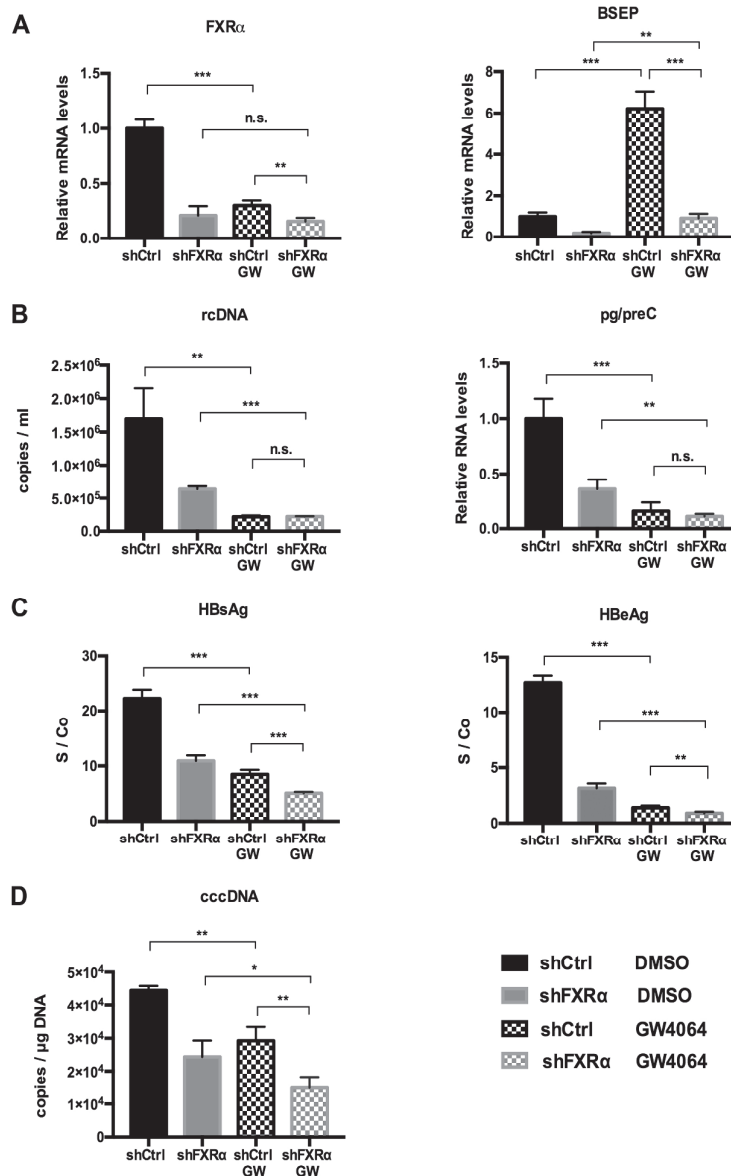 A
FXRα
Relative mRNA levels
1.5
1.0
0.5
0.0
***
n.s.
**
shCtrl shFXRα shCtrl GW shFXRα GW
BSEP
Relative mRNA levels
8
6
4
2
0
**
*** ***
shCtrl shFXRα shCtrl GW shFXRα GW
B
rcDNA
copies / ml
2.5×10⁶
2.0×10⁶
1.5×10⁶
1.0×10⁶
5.0×10⁵
0.0
**
***
n.s.
shCtrl shFXRα shCtrl GW shFXRα GW
pg/preC
Relative RNA levels
1.5
1.0
0.5
0.0
***
**
n.s.
shCtrl shFXRα shCtrl GW shFXRα GW
C
HBsAg
S / Co
30
20
10
0
***
***
***
shCtrl shFXRα shCtrl GW shFXRα GW
HBeAg
S / Co
15
10
5
0
***
***
**
shCtrl shFXRα shCtrl GW shFXRα GW
D
cccDNA
copies / µg DNA
5×10⁴
4×10⁴
3×10⁴
2×10⁴
1×10⁴
0
**
*
**
shCtrl shFXRα shCtrl GW shFXRα GW
shCtrl DMSO
shFXRα DMSO
shCtrl GW4064
shFXRα GW4064